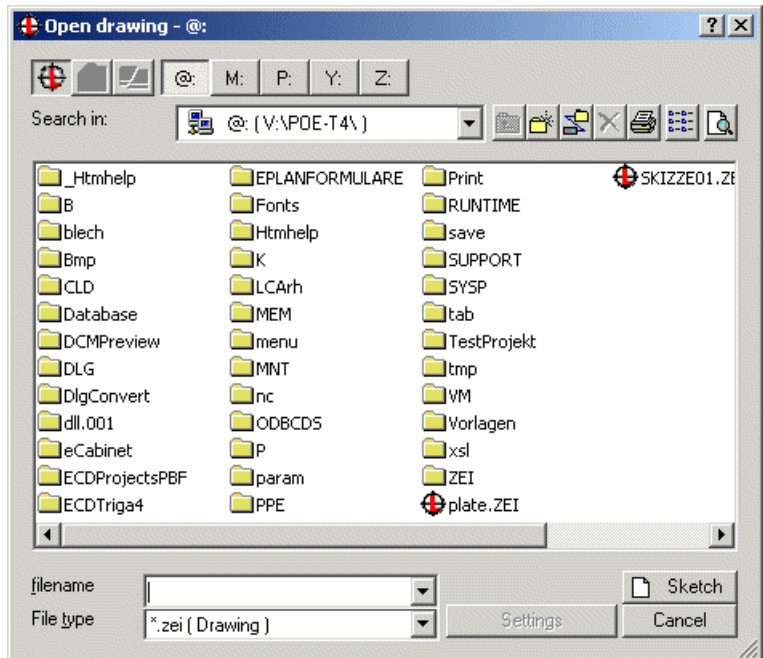 Open drawing - @:
@: M: P: Y: Z:
Search in: @: ( V:\POE-T4\ )
_Htmhelp EPLANFORMULARE Print SKIZZE01.ZE
B Fonts RUNTIME
blech Htmhelp save
Bmp K SUPPORT
CLD LCArh SYSP
Database MEM tab
DCMPreview menu TestProjekt
DLG MNT tmp
DlgConvert nc VM
dll.001 ODBCDS Vorlagen
eCabinet P xsl
ECDProjectsPBF param ZEI
ECDTriga4 PPE plate.ZEI
filename Sketch
File type *.zei ( Drawing ) Settings Cancel